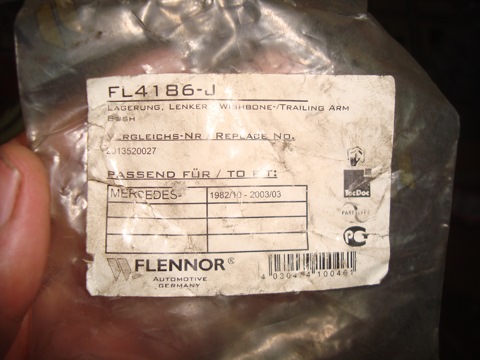 FL4186-J
LAGERUNG, LENKER WISHBONE-/TRAILING ARM
BUSH
VERGLEICHS-NR / REPLACE NO.
2013520027
PASSEND FÜR / TO FIT:
MERCEDES- 1982/10 - 2003/03
TecDoc
FLENNOR®
AUTOMOTIVE
GERMANY
PG